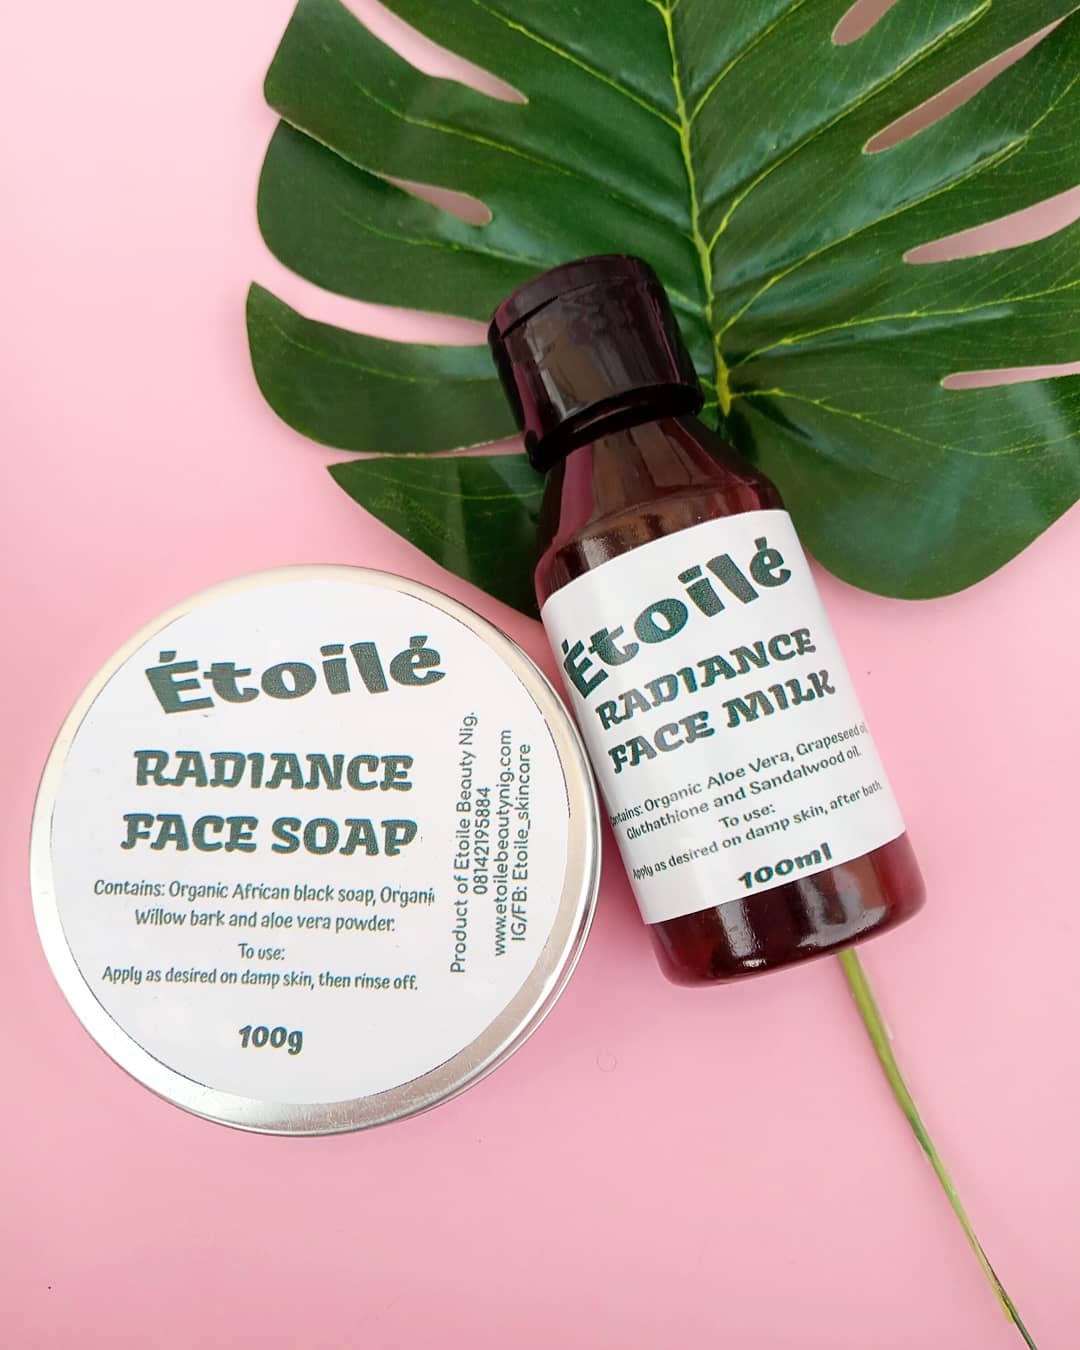 Étoilé
RADIANCE
FACE SOAP
Contains: Organic African black soap, Organi
Willow bark and aloe vera powder.
To use:
Apply as desired on damp skin, then rinse off.
100g
Product of Etoile Beauty Nig.
08142195884
www.etoilebeautynig.com
IG/FB: Etoile_skincare
Étoilé
RADIANCE
FACE MILK
Contains: Organic Aloe Vera, Grapeseed oil,
Gluthathione and Sandalwood oil.
To use:
Apply as desired on damp skin, after bath.
100ml